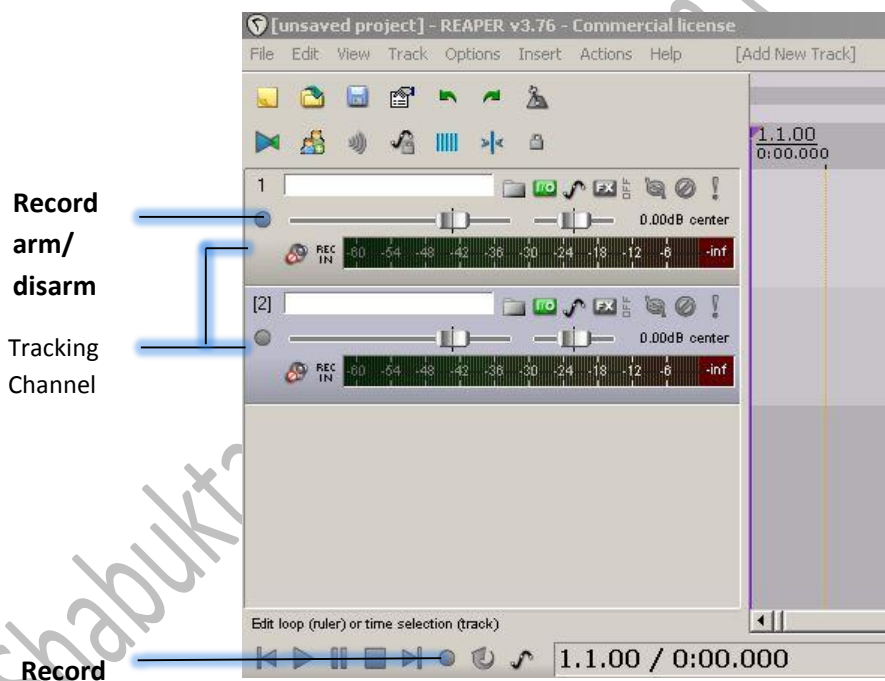 [unsaved project] - REAPER v3.76 - Commercial license
File Edit View Track Options Insert Actions Help [Add New Track]
1.1.00
0:00.000
1
I/O FX OFF
Record
arm/
disarm
0.00dB center
REC IN -60 -54 -48 -42 -36 -30 -24 -18 -12 -6 -inf
[2]
I/O FX OFF
Tracking
Channel
0.00dB center
REC IN -60 -54 -48 -42 -36 -30 -24 -18 -12 -6 -inf
Edit loop (ruler) or time selection (track)
1.1.00 / 0:00.000
Record